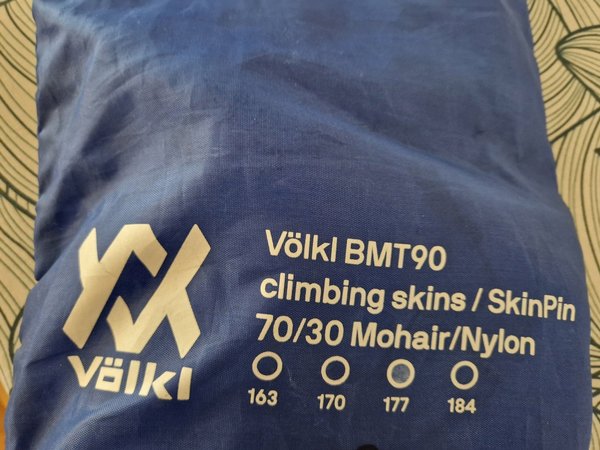 Völkl BMT90
climbing skins / SkinPin
70/30 Mohair/Nylon
163 170 177 184
Völkl